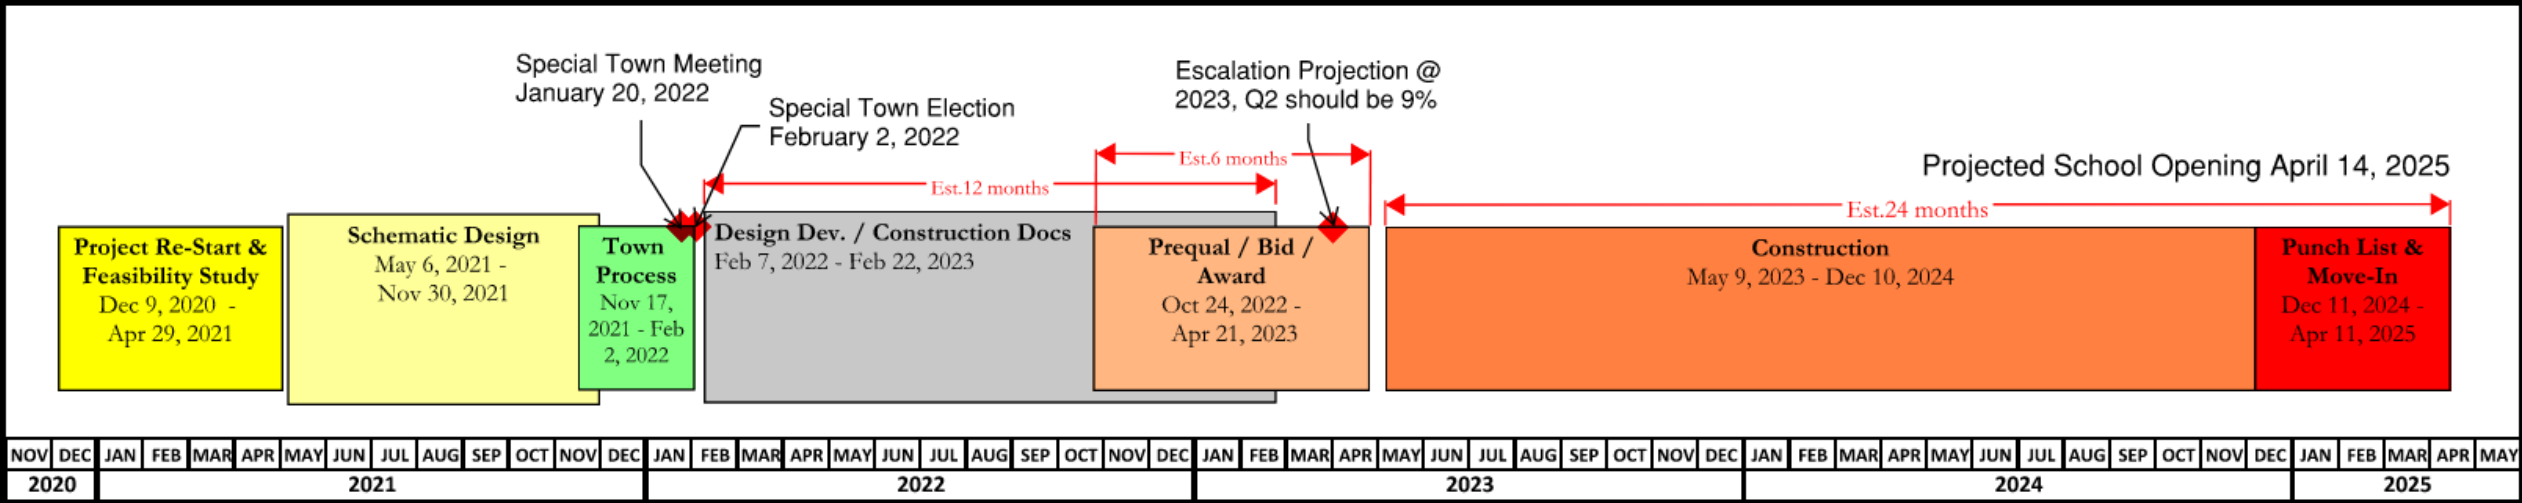 Special Town Meeting
January 20, 2022
Special Town Election
February 2, 2022
Escalation Projection @
2023, Q2 should be 9%
Est.6 months
Est.12 months
Projected School Opening April 14, 2025
Est.24 months
Project Re-Start &
Feasibility Study
Dec 9, 2020 -
Apr 29, 2021
Schematic Design
May 6, 2021 -
Nov 30, 2021
Town
Process
Nov 17,
2021 - Feb
2, 2022
Design Dev. / Construction Docs
Feb 7, 2022 - Feb 22, 2023
Prequal / Bid /
Award
Oct 24, 2022 -
Apr 21, 2023
Construction
May 9, 2023 - Dec 10, 2024
Punch List &
Move-In
Dec 11, 2024 -
Apr 11, 2025
NOV DEC JAN FEB MAR APR MAY JUN JUL AUG SEP OCT NOV DEC JAN FEB MAR APR MAY JUN JUL AUG SEP OCT NOV DEC JAN FEB MAR APR MAY JUN JUL AUG SEP OCT NOV DEC JAN FEB MAR APR MAY JUN JUL AUG SEP OCT NOV DEC JAN FEB MAR APR MAY
2020 2021 2022 2023 2024 2025